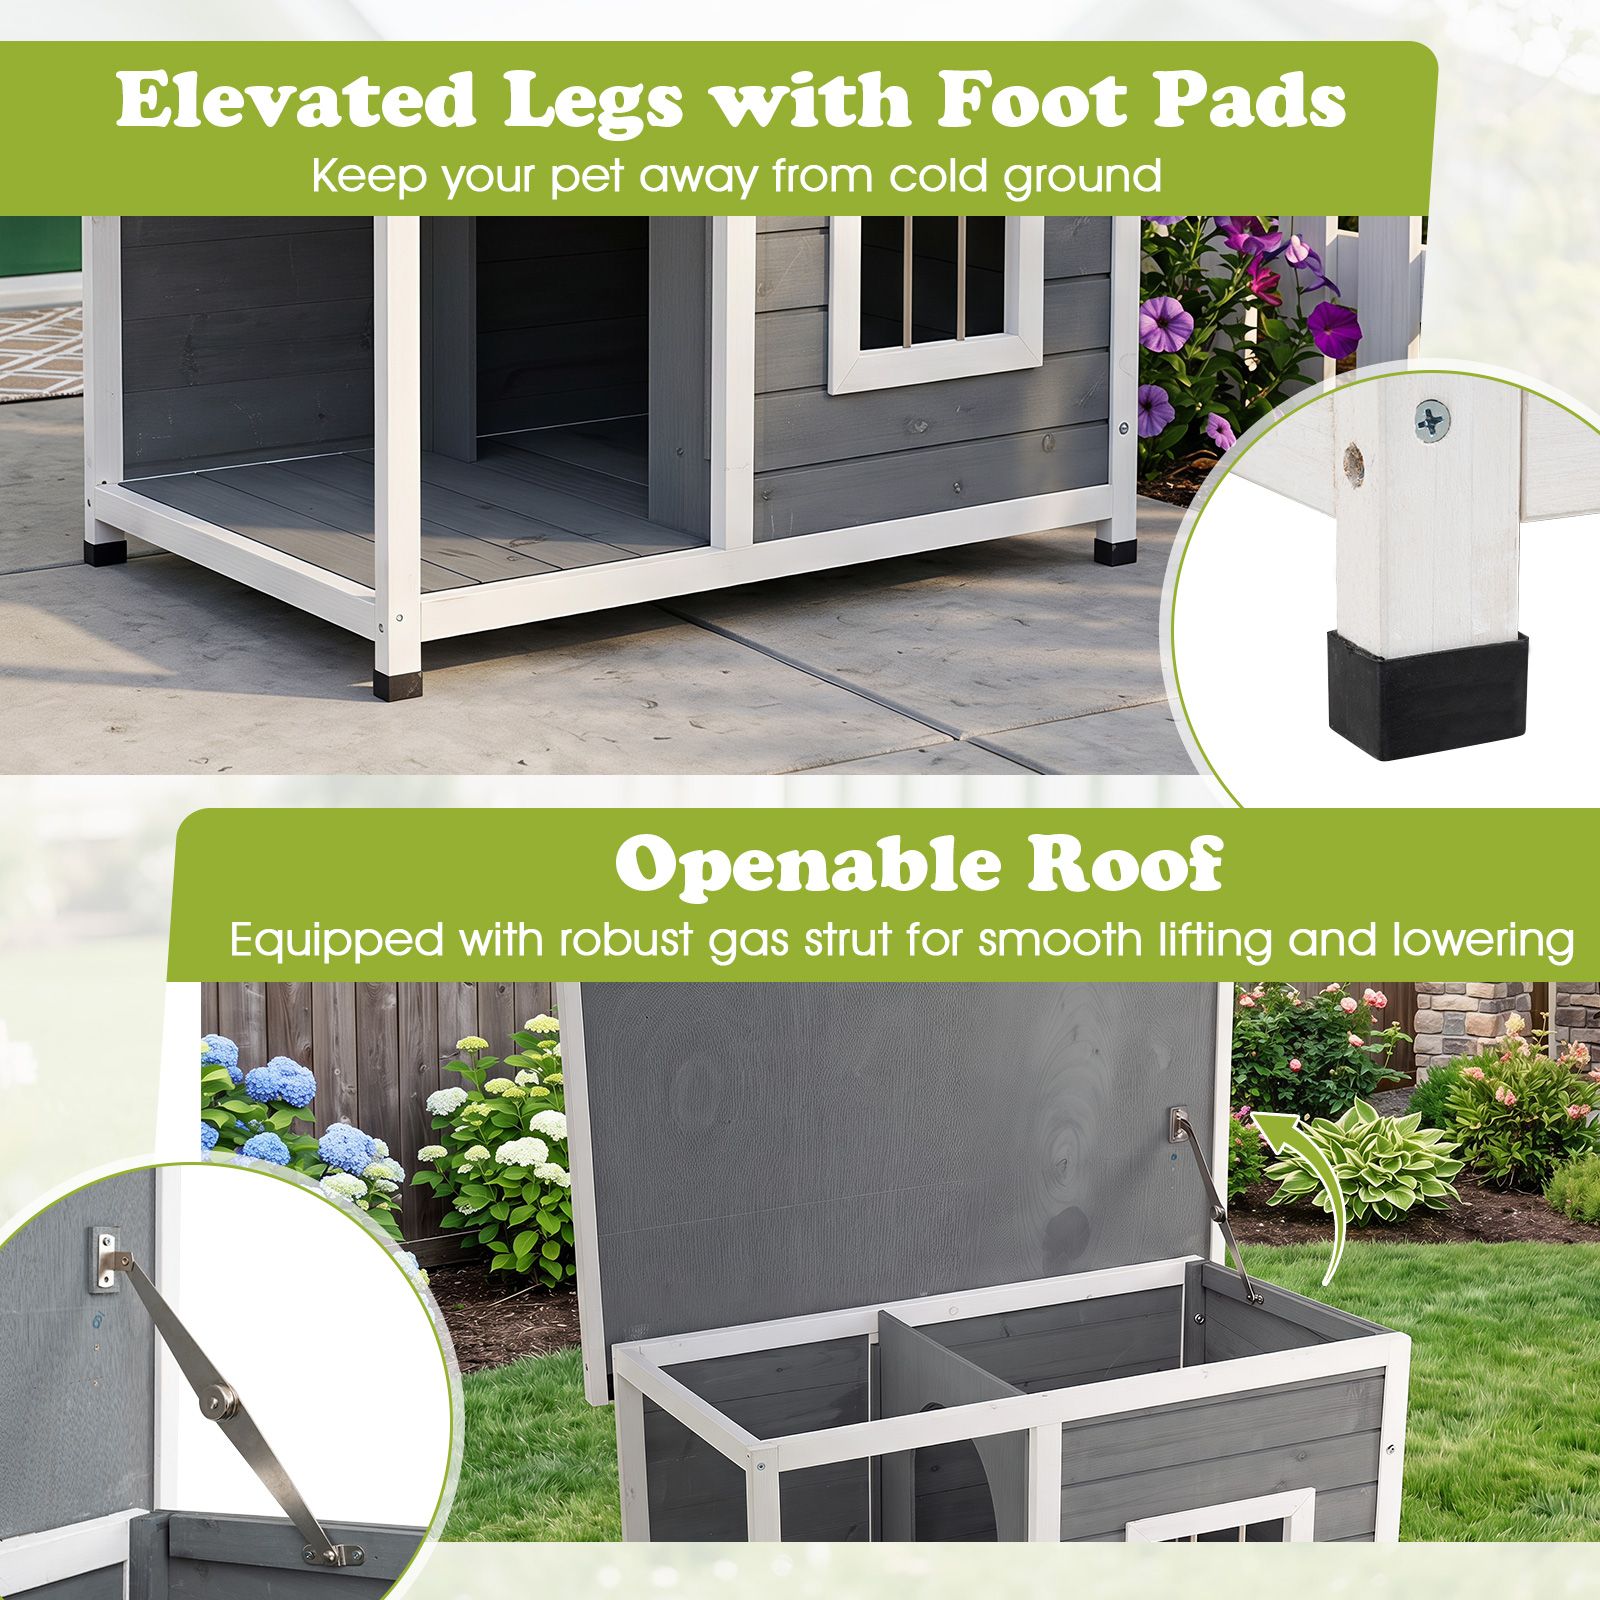 Elevated Legs with Foot Pads
Keep your pet away from cold ground
Openable Roof
Equipped with robust gas strut for smooth lifting and lowering